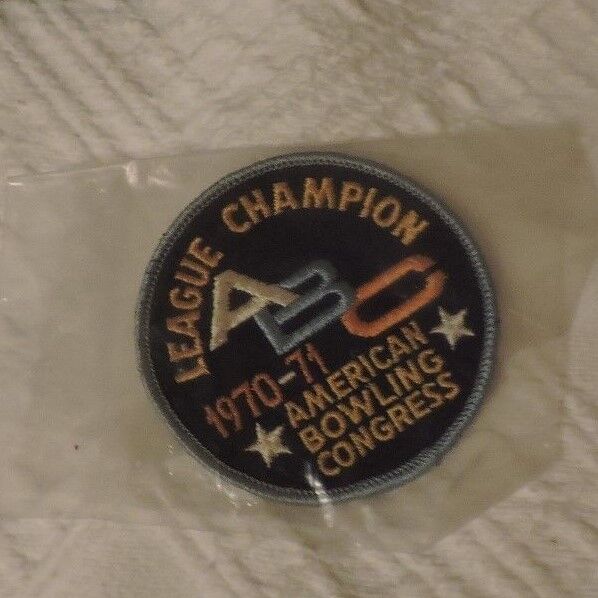 LEAGUE CHAMPION
ABC
1970-71
AMERICAN
BOWLING
CONGRESS